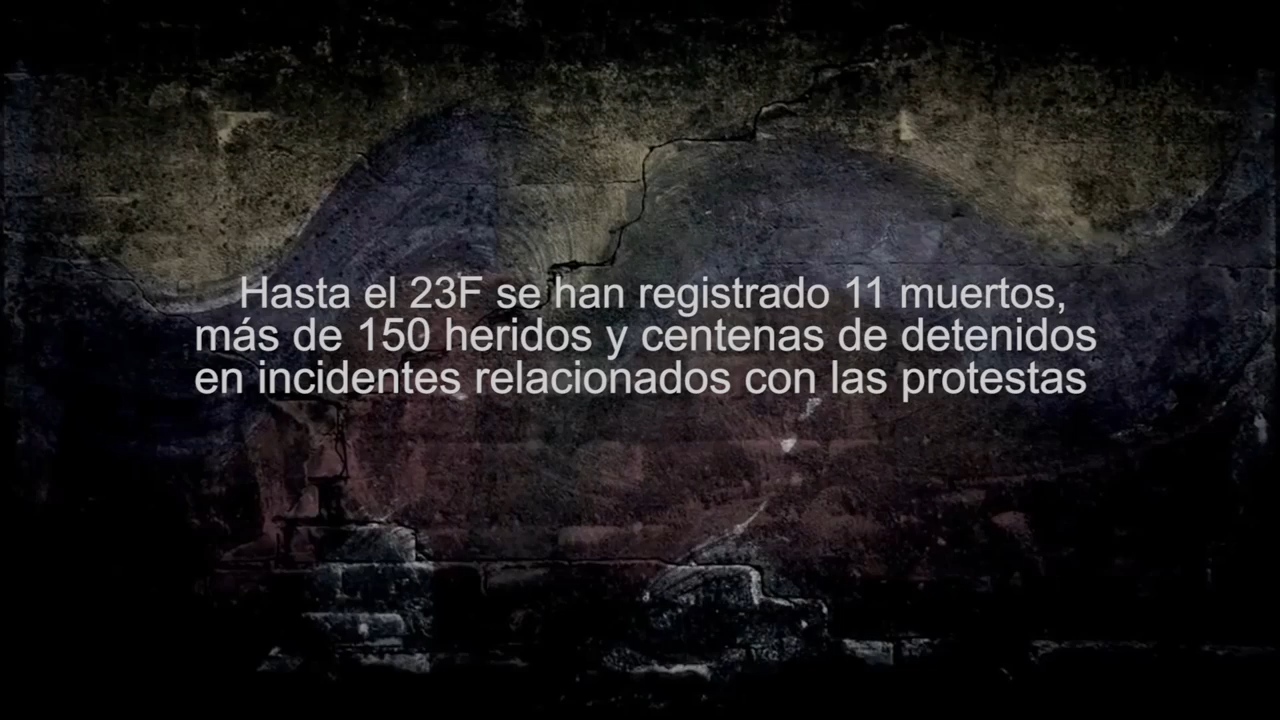 Hasta el 23F se han registrado 11 muertos,
más de 150 heridos y centenas de detenidos
en incidentes relacionados con las protestas